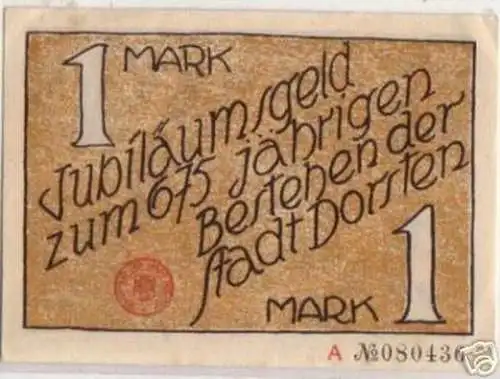 1 MARK
Jubiläumsgeld
zum 675 jährigen
Bestehen der
Stadt Dorsten
MARK 1
A №080436